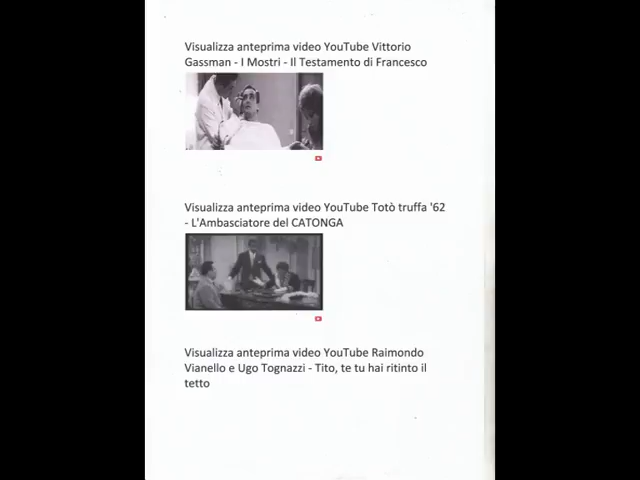 Visualizza anteprima video YouTube Vittorio
Gassman - I Mostri - Il Testamento di Francesco
Visualizza anteprima video YouTube Totò truffa '62
- L'Ambasciatore del CATONGA
Visualizza anteprima video YouTube Raimondo
Vianello e Ugo Tognazzi - Tito, te tu hai ritinto il
tetto